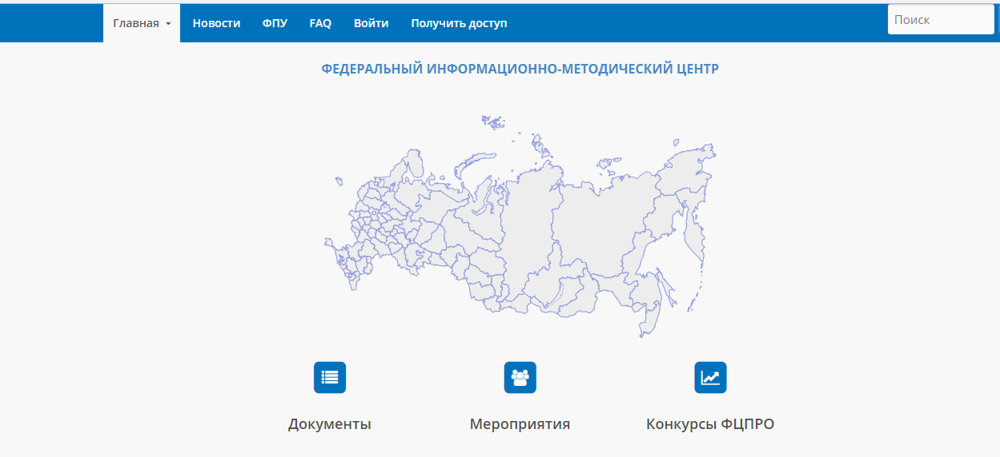 Главная Новости ФПУ FAQ Войти Получить доступ Поиск
ФЕДЕРАЛЬНЫЙ ИНФОРМАЦИОННО-МЕТОДИЧЕСКИЙ ЦЕНТР
Документы Мероприятия Конкурсы ФЦПРО